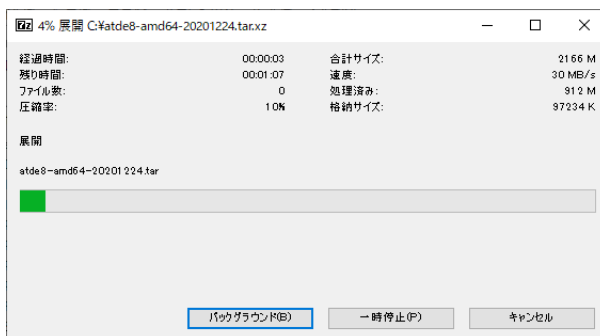 7z 4% 展開 C:¥atde8-amd64-20201224.tar.xz
経過時間: 00:00:03 合計サイズ: 2166 M
残り時間: 00:01:07 速度: 30 MB/s
ファイル数: 0 処理済み: 912 M
圧縮率: 10% 格納サイズ: 97234 K
展開
atde8-amd64-20201224.tar
バックグラウンド(B) 一時停止(P) キャンセル